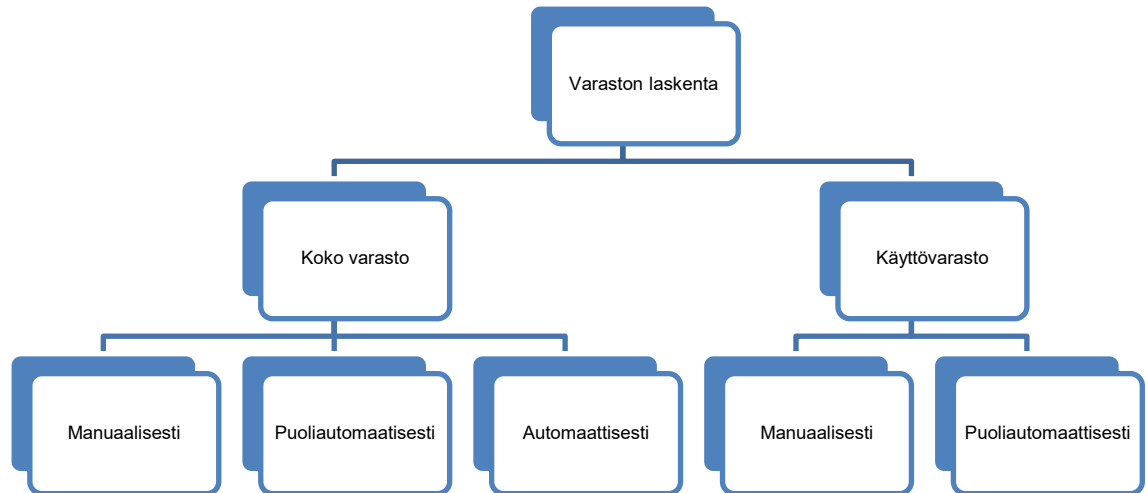 Varaston laskenta
Koko varasto
Käyttövarasto
Manuaalisesti
Puoliautomaatisesti
Automaattisesti
Manuaalisesti
Puoliautomaattisesti